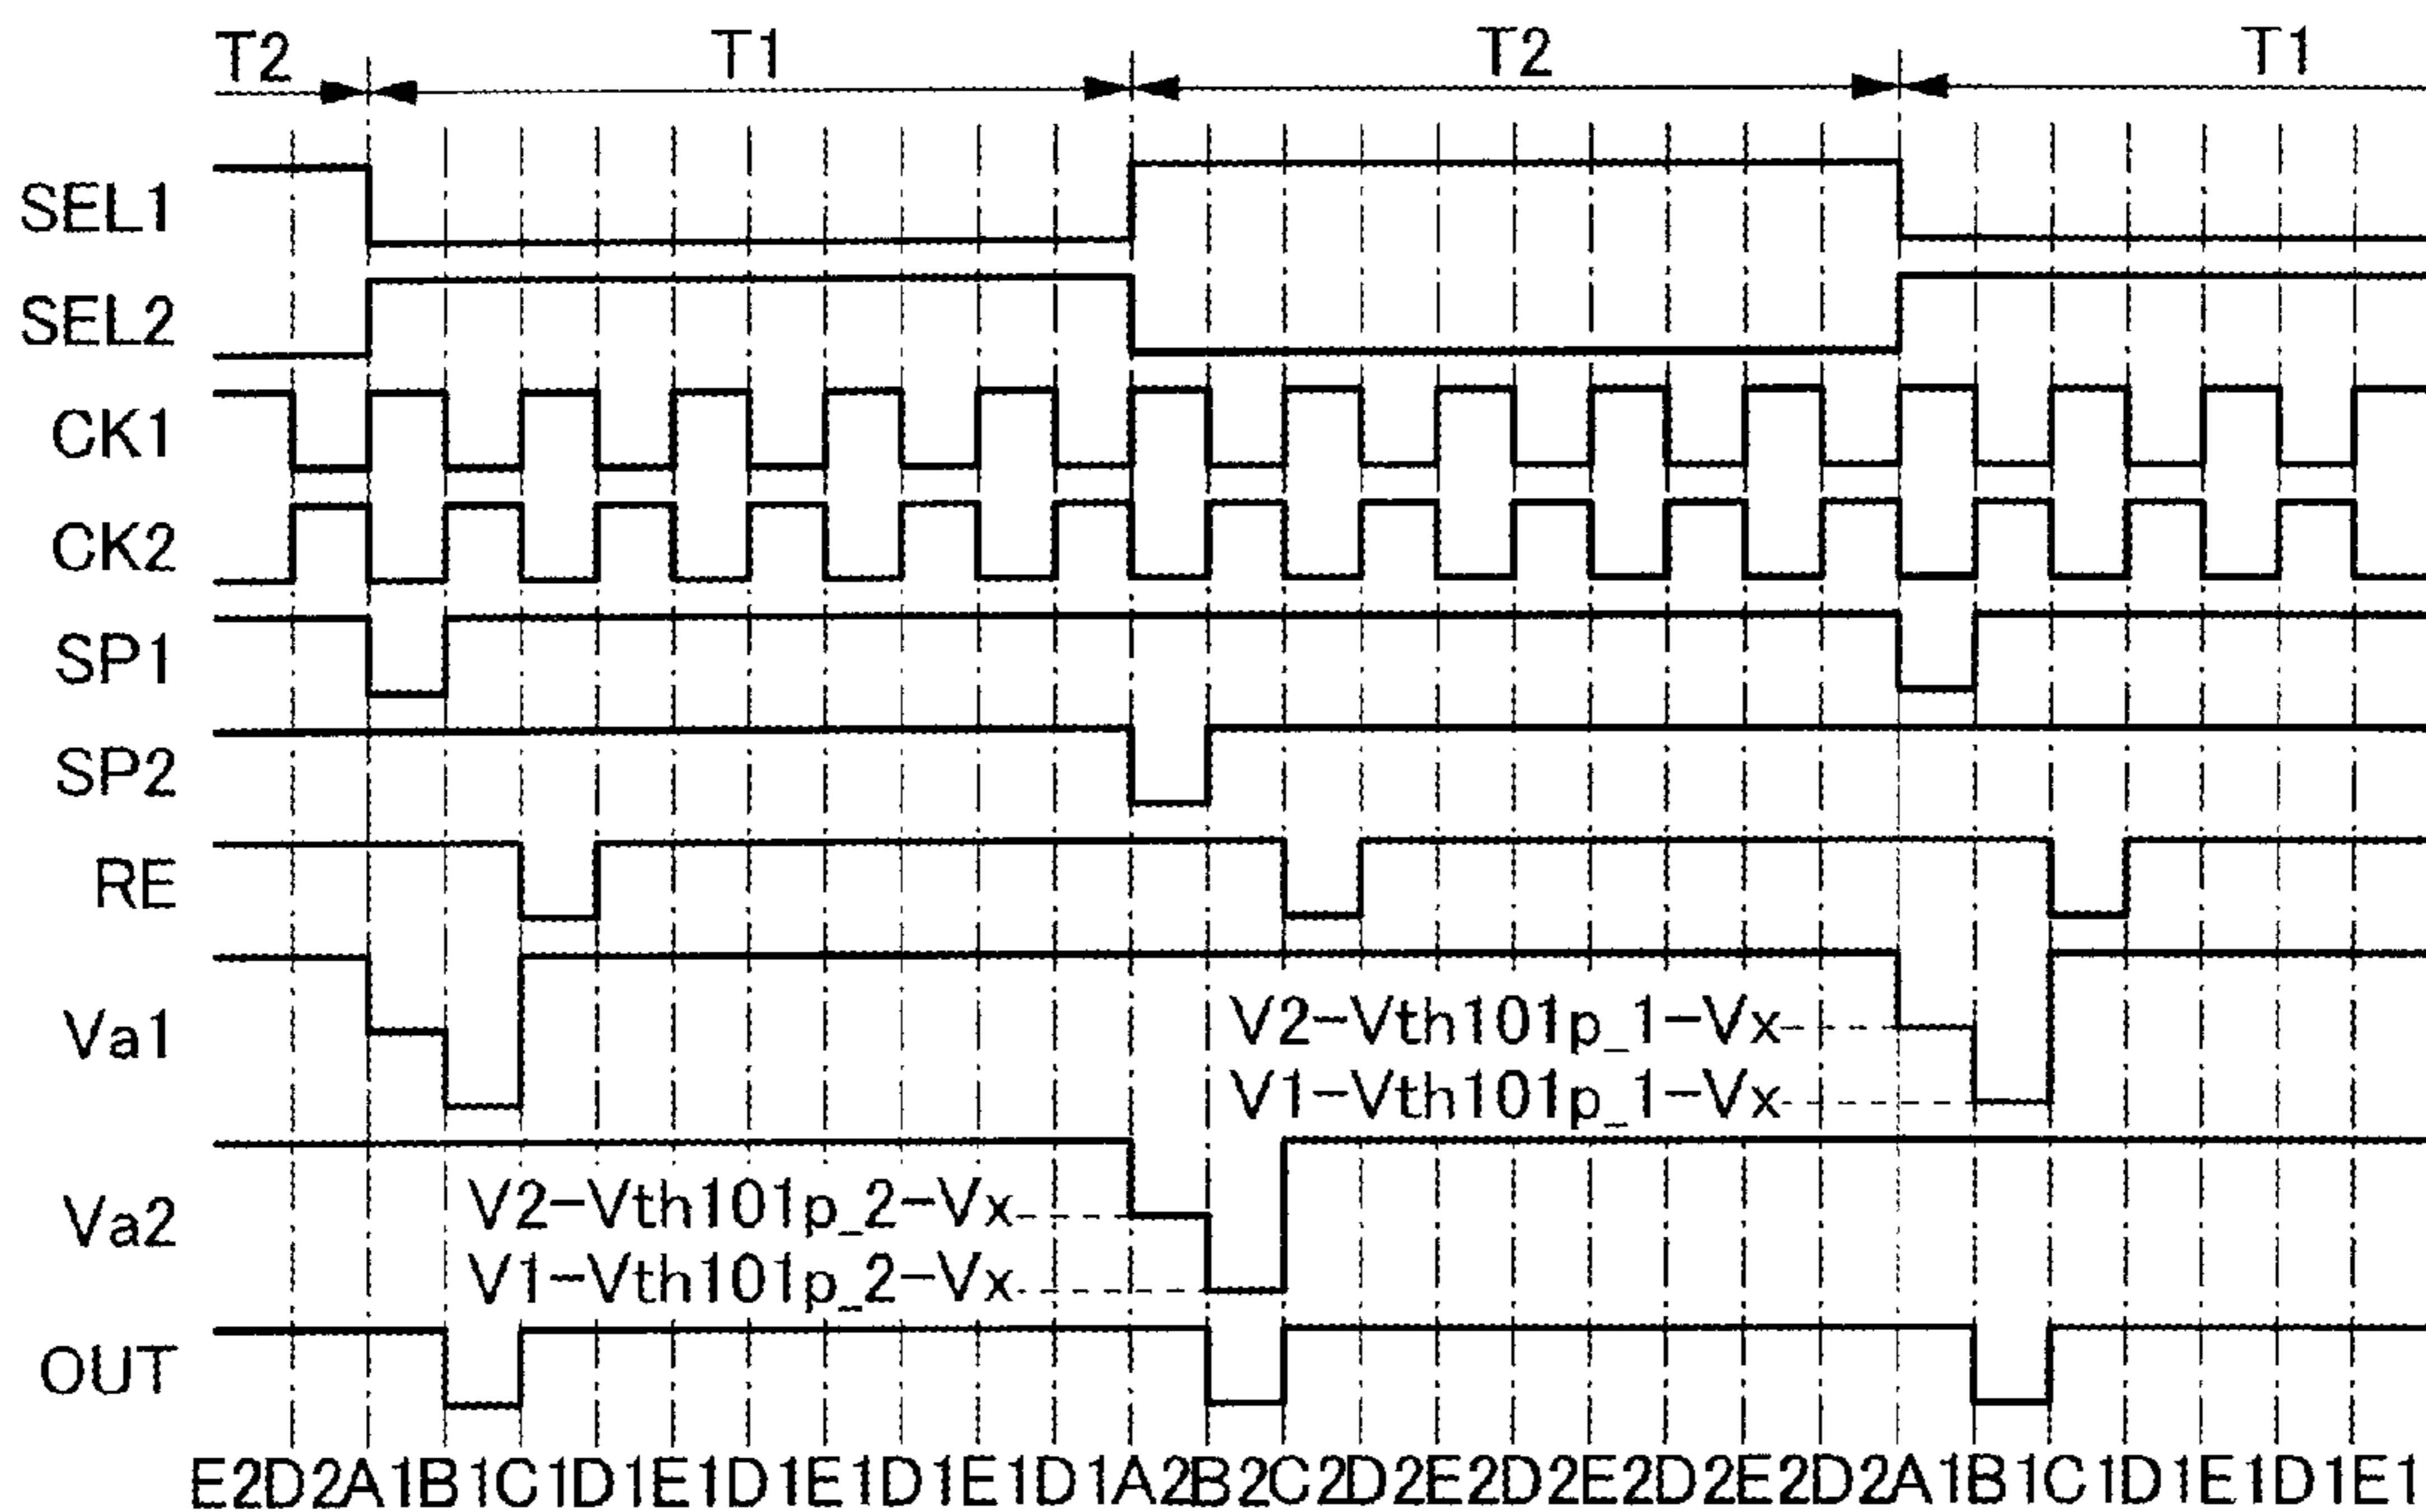 T2 T1 T2 T1
SEL1
SEL2
CK1
CK2
SP1
SP2
RE
Va1
V2-Vth101p_1-Vx
V1-Vth101p_1-Vx
Va2
V2-Vth101p_2-Vx
V1-Vth101p_2-Vx
OUT
E2D2A1B1C1D1E1D1E1D1E1D1A2B2C2D2E2D2E2D2E2D2A1B1C1D1E1D1E1